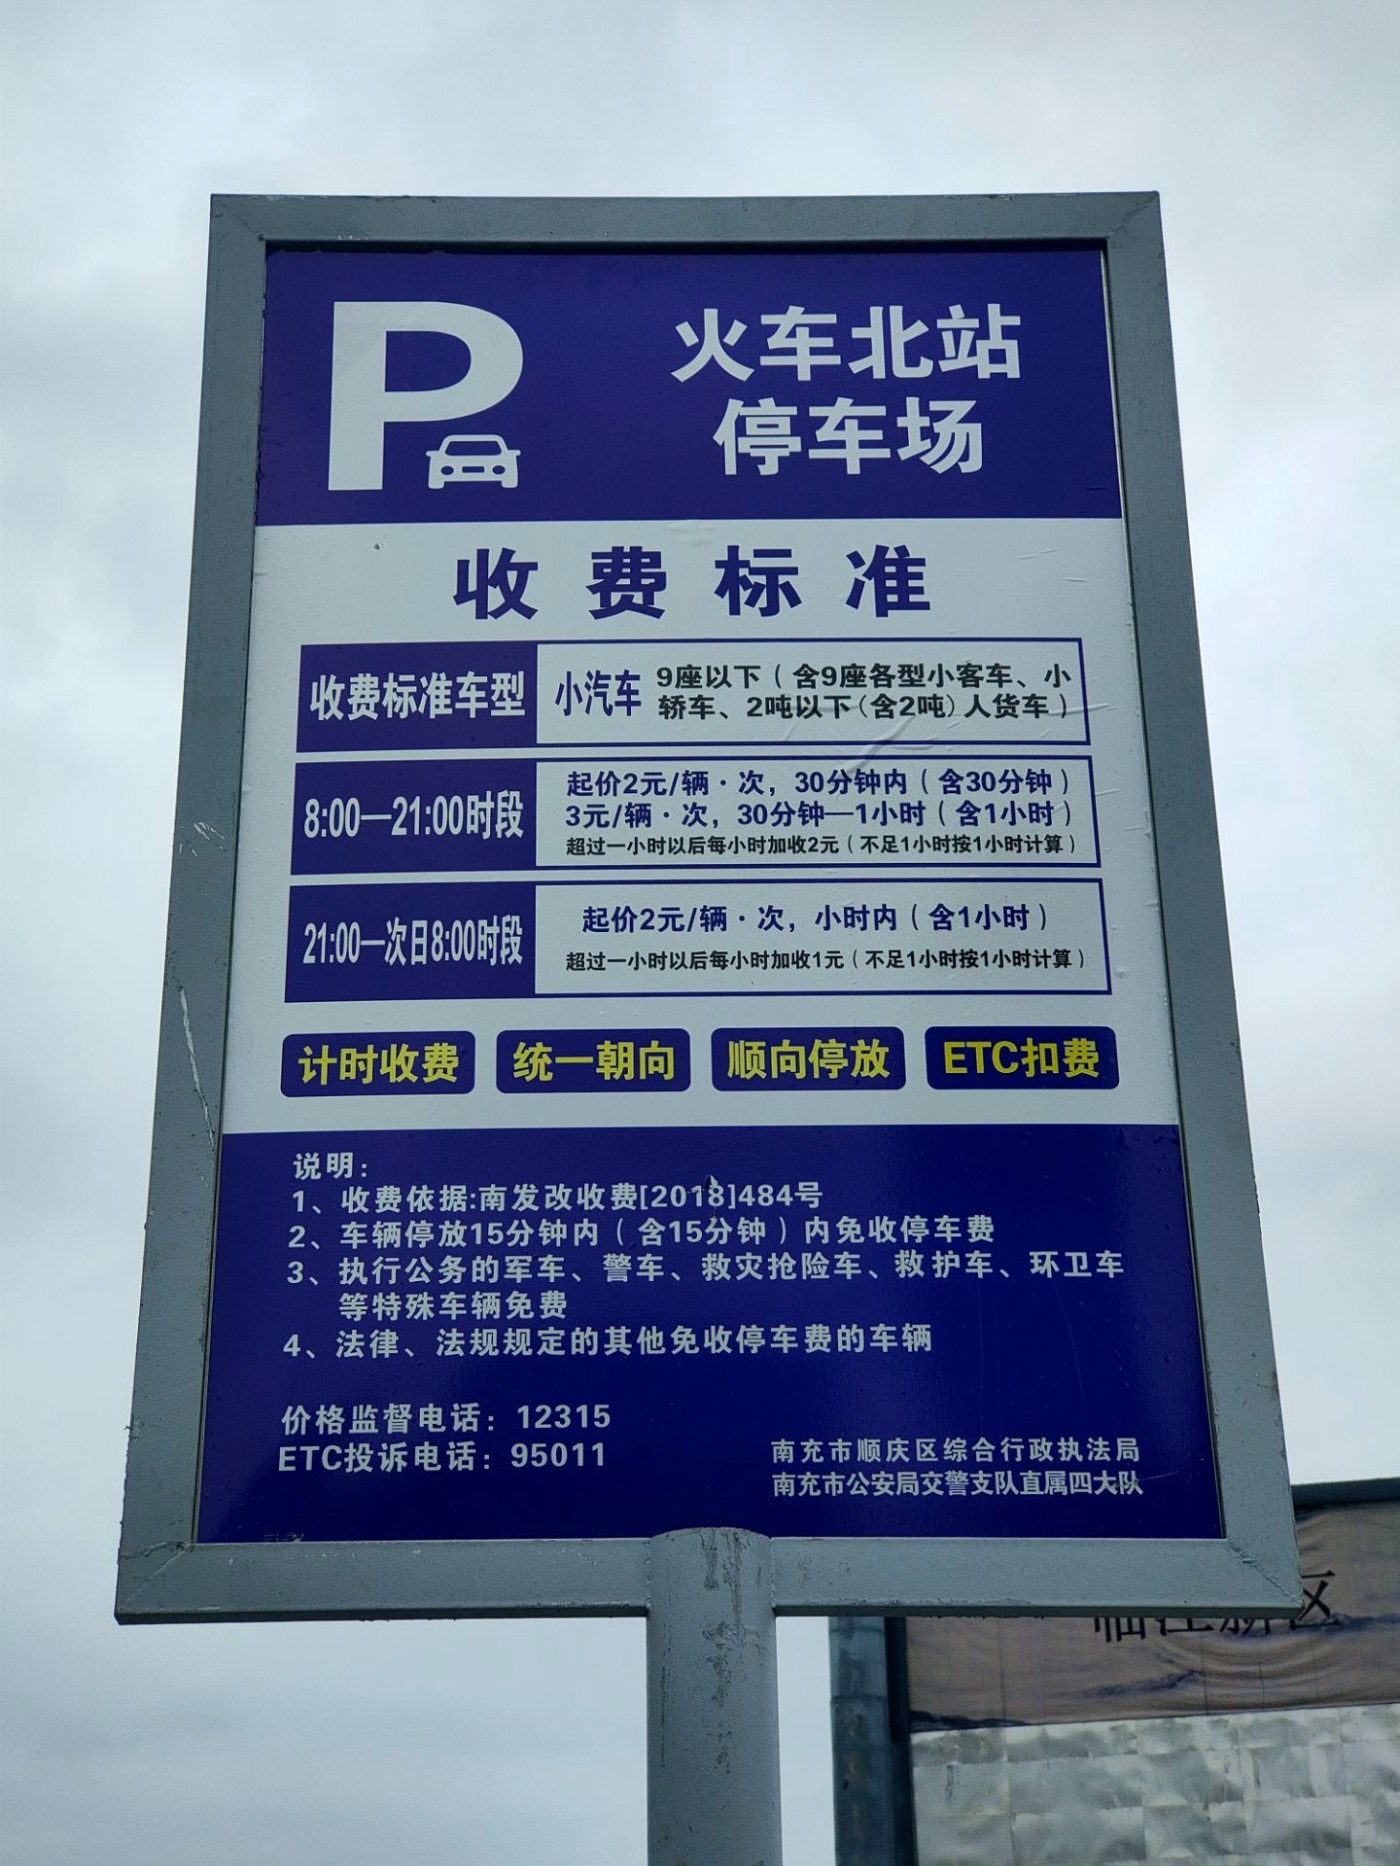 P
火车北站
停车场
收费标准
收费标准车型
小汽车
9座以下（含9座各型小客车、小
轿车、2吨以下(含2吨)人货车）
8:00—21:00时段
起价2元/辆·次，30分钟内（含30分钟）
3元/辆·次，30分钟—1小时（含1小时）
超过一小时以后每小时加收2元（不足1小时按1小时计算）
21:00—次日8:00时段
起价2元/辆·次，小时内（含1小时）
超过一小时以后每小时加收1元（不足1小时按1小时计算）
计时收费
统一朝向
顺向停放
ETC扣费
说明：
1、收费依据:南发改收费[2018]484号
2、车辆停放15分钟内（含15分钟）内免收停车费
3、执行公务的军车、警车、救灾抢险车、救护车、环卫车
等特殊车辆免费
4、法律、法规规定的其他免收停车费的车辆
价格监督电话：12315
ETC投诉电话：95011
南充市顺庆区综合行政执法局
南充市公安局交警支队直属四大队
临江新区